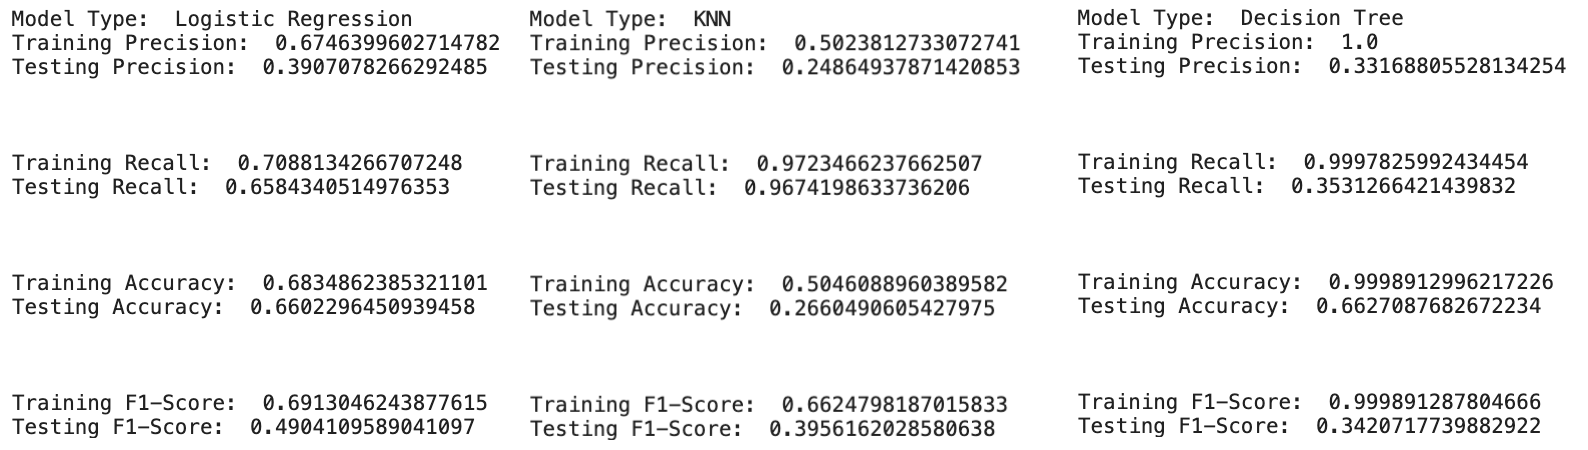 Model Type:  Logistic Regression
Training Precision:  0.6746399602714782
Testing Precision:  0.3907078266292485
Training Recall:  0.7088134266707248
Testing Recall:  0.6584340514976353
Training Accuracy:  0.6834862385321101
Testing Accuracy:  0.6602296450939458
Training F1-Score:  0.6913046243877615
Testing F1-Score:  0.4904109589041097
Model Type:  KNN
Training Precision:  0.5023812733072741
Testing Precision:  0.24864937871420853
Training Recall:  0.9723466237662507
Testing Recall:  0.9674198633736206
Training Accuracy:  0.5046088960389582
Testing Accuracy:  0.2660490605427975
Training F1-Score:  0.6624798187015833
Testing F1-Score:  0.3956162028580638
Model Type:  Decision Tree
Training Precision:  1.0
Testing Precision:  0.33168805528134254
Training Recall:  0.9997825992434454
Testing Recall:  0.3531266421439832
Training Accuracy:  0.9998912996217226
Testing Accuracy:  0.6627087682672234
Training F1-Score:  0.999891287804666
Testing F1-Score:  0.3420717739882922